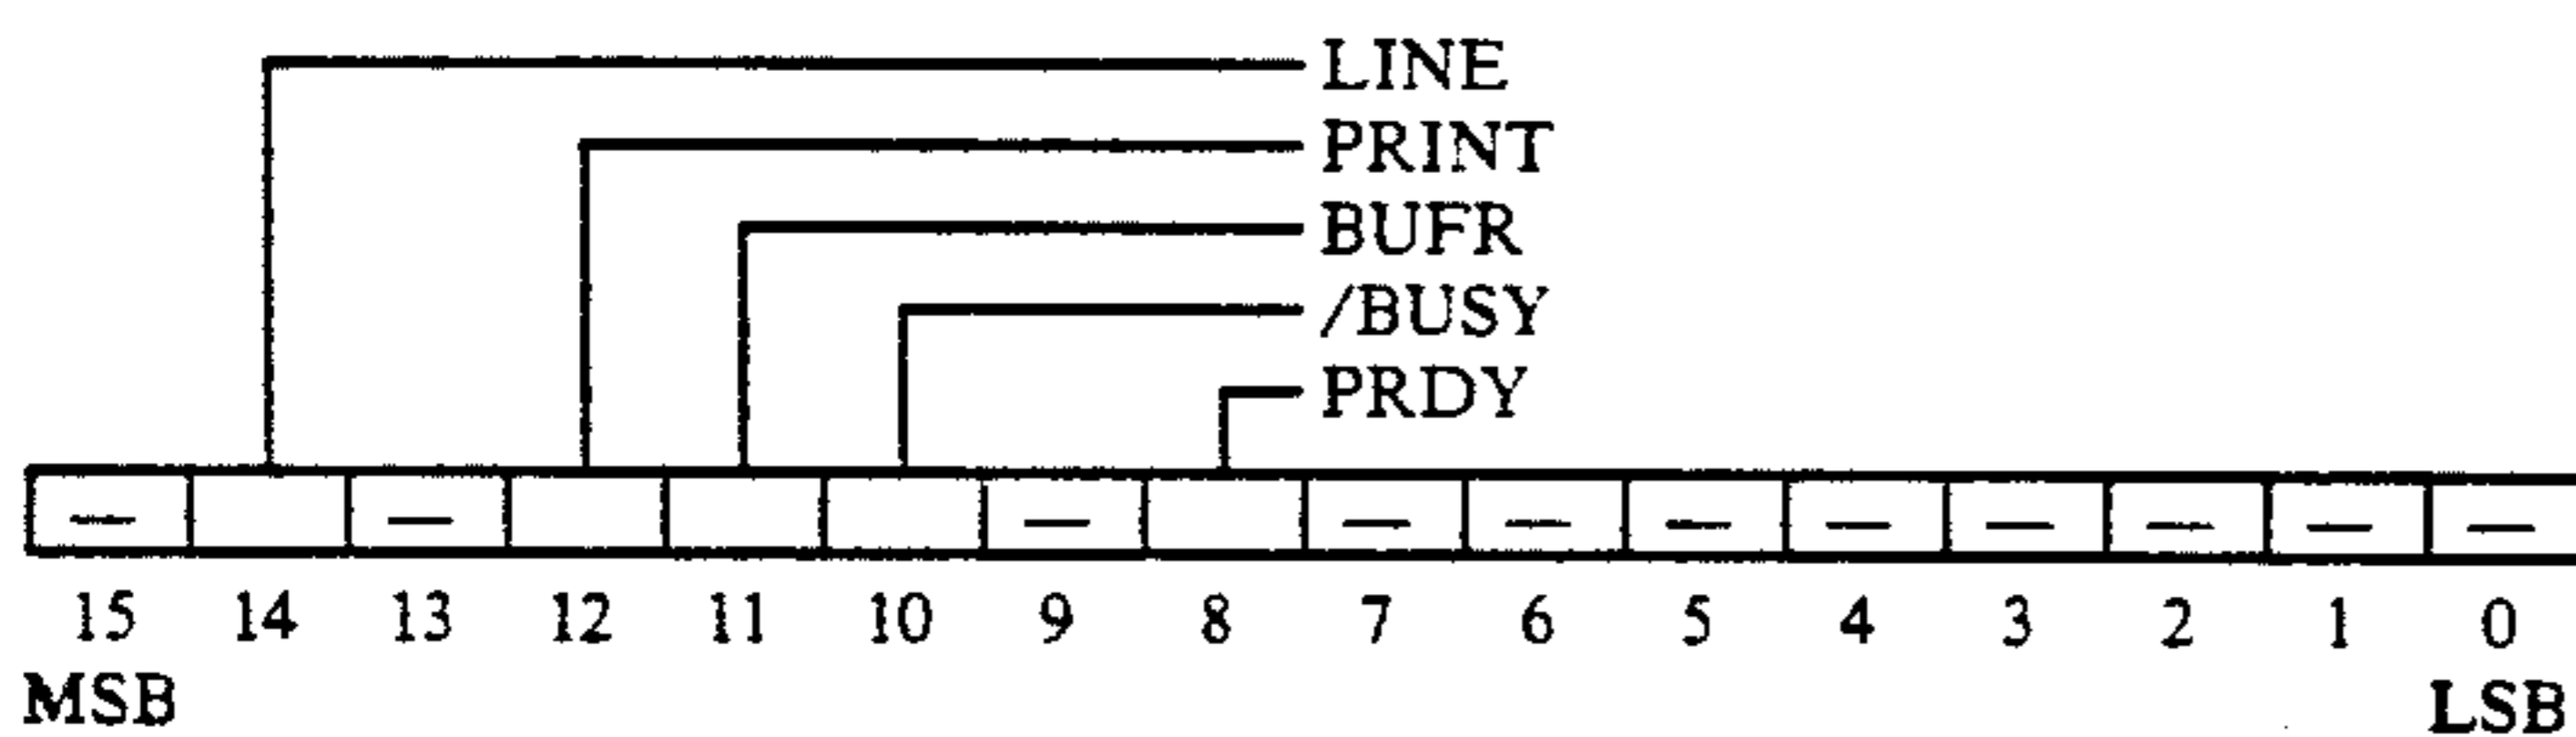 LINE
PRINT
BUFR
/BUSY
PRDY
— — — — — — — — — — —
15 14 13 12 11 10 9 8 7 6 5 4 3 2 1 0
MSB LSB